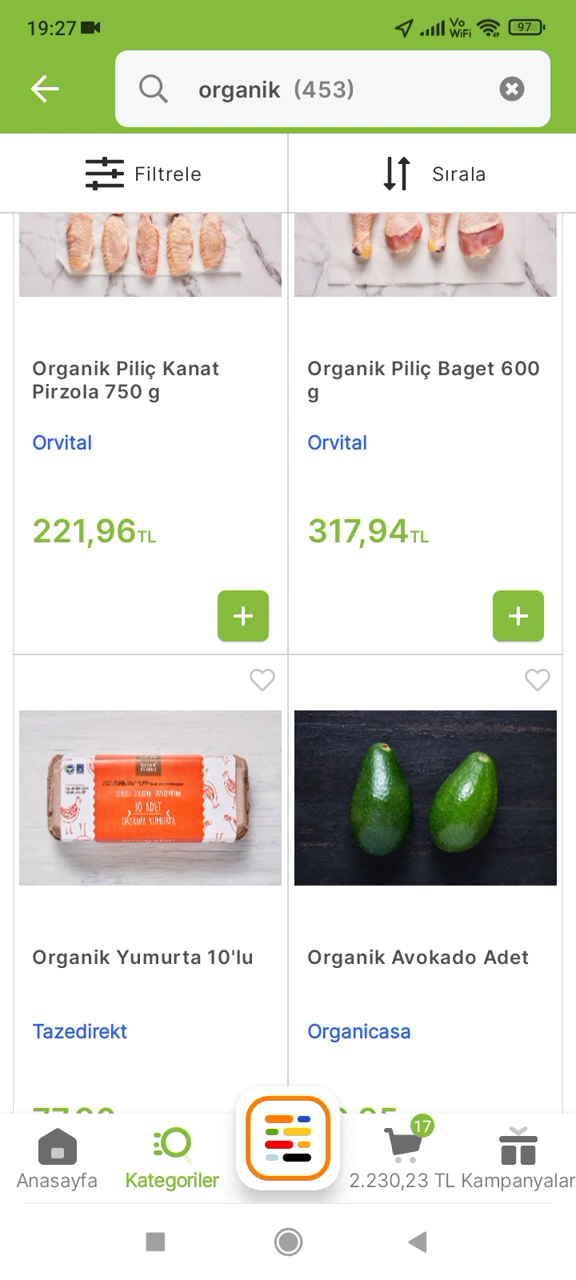 19:27
Vo
WiFi
97
organik (453)
Filtrele
Sırala
Organik Piliç Kanat
Pirzola 750 g
Orvital
221,96TL
Organik Piliç Baget 600
g
Orvital
317,94TL
10 ADET
ORGANİK YUMURTA
Organik Yumurta 10'lu
Tazedirekt
Organik Avokado Adet
Organicasa
17
Anasayfa
Kategoriler
2.230,23 TL
Kampanyalar